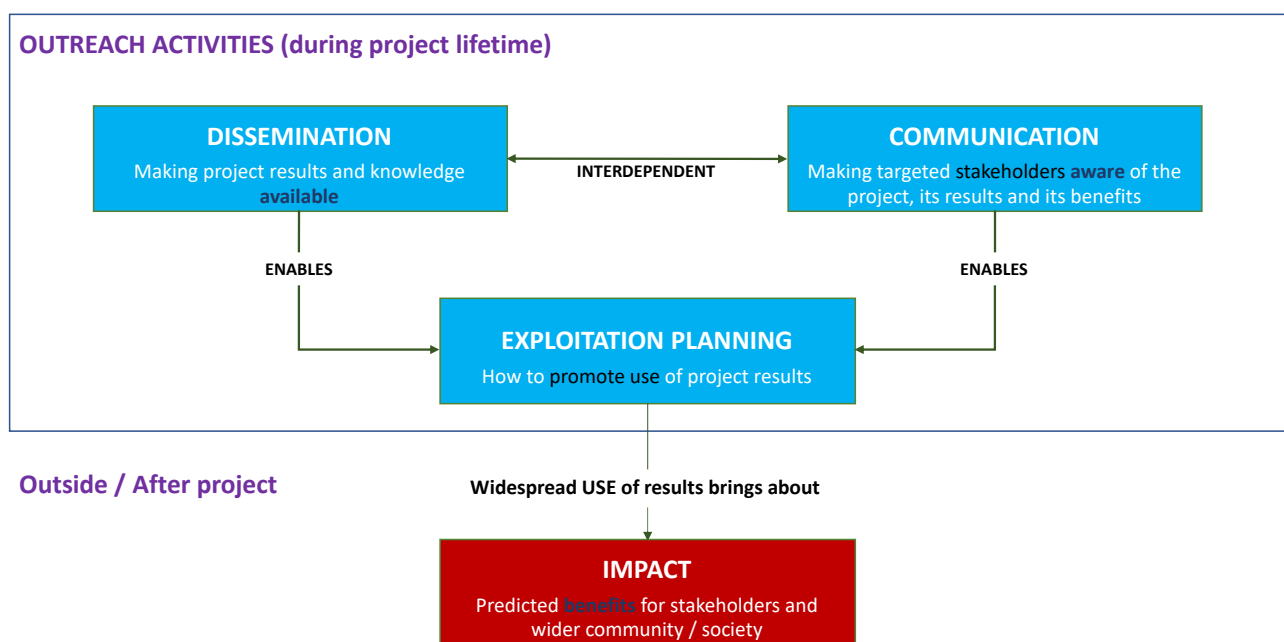 OUTREACH ACTIVITIES (during project lifetime)
DISSEMINATION
Making project results and knowledge
available
INTERDEPENDENT
COMMUNICATION
Making targeted stakeholders aware of the
project, its results and its benefits
ENABLES
ENABLES
EXPLOITATION PLANNING
How to promote use of project results
Outside / After project
Widespread USE of results brings about
IMPACT
Predicted benefits for stakeholders and
wider community / society